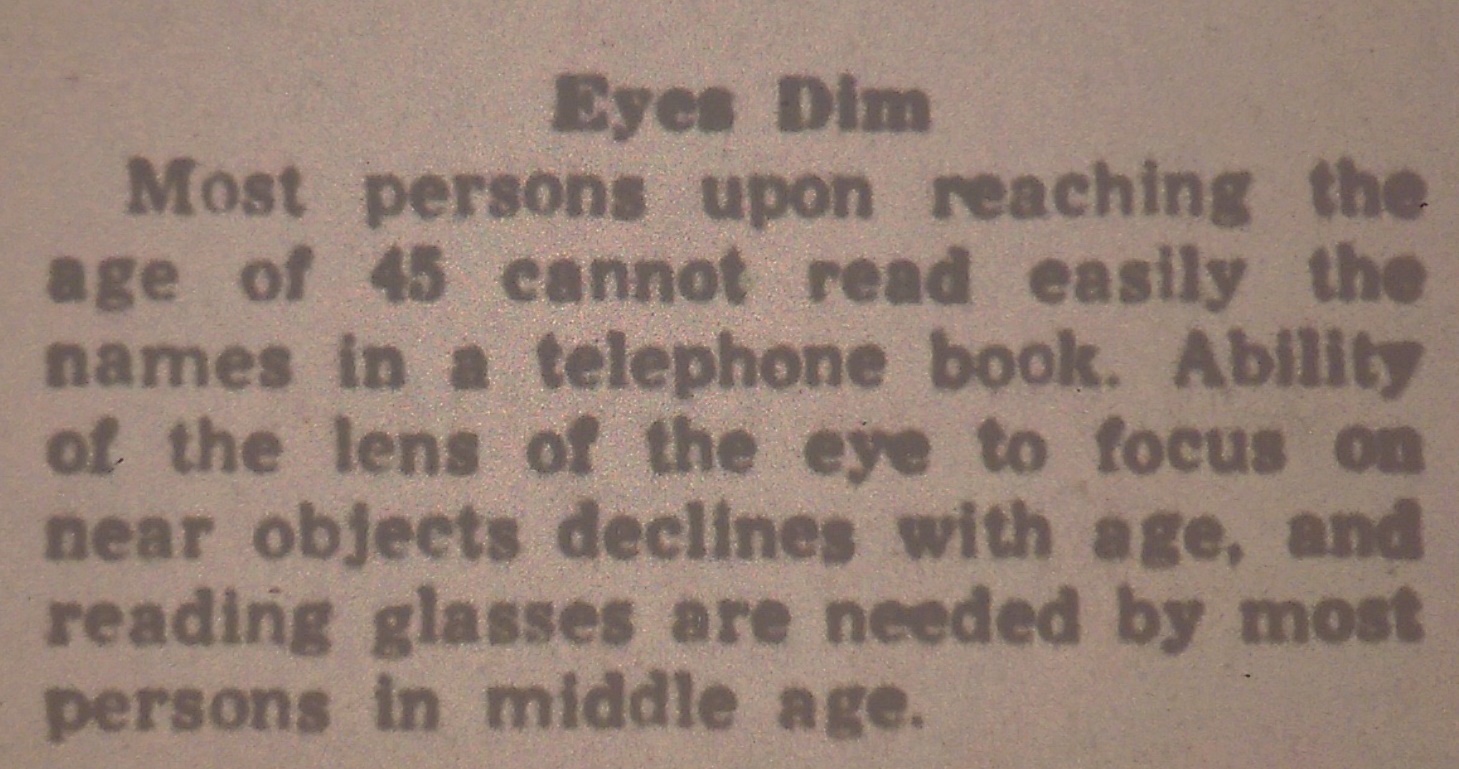 Eyes Dim
Most persons upon reaching the
age of 45 cannot read easily the
names in a telephone book. Ability
of the lens of the eye to focus on
near objects declines with age, and
reading glasses are needed by most
persons in middle age.